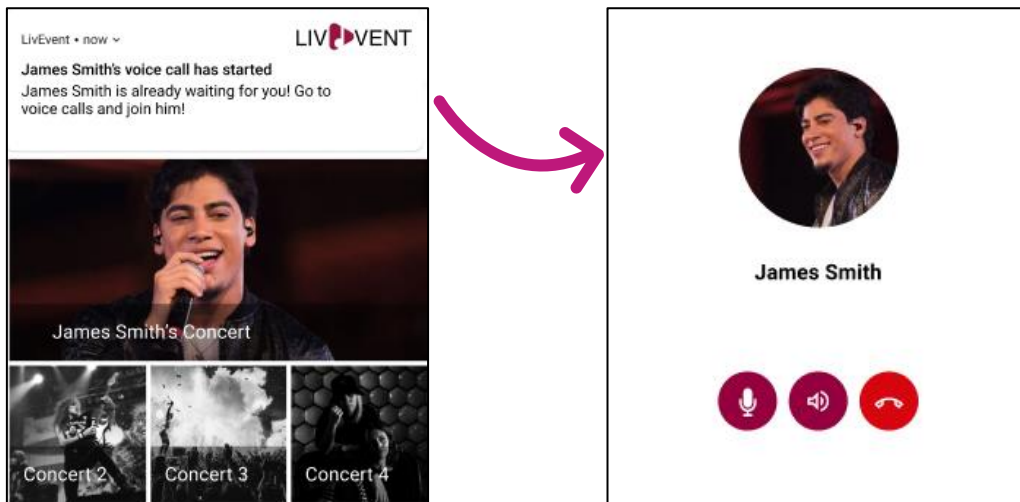 LivEvent • now
LIVEVENT
James Smith's voice call has started
James Smith is already waiting for you! Go to
voice calls and join him!
James Smith's Concert
Concert 2
Concert 3
Concert 4
James Smith